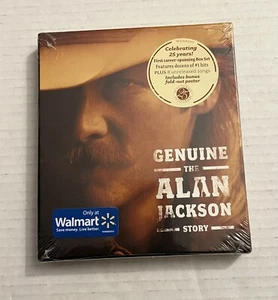 Celebrating
25 years!
First career-spanning Box Set
Features dozens of #1 hits
PLUS 8 unreleased songs
Includes bonus
fold-out poster
GENUINE
THE
ALAN
JACKSON
STORY
Only at
Walmart
Save money. Live better.